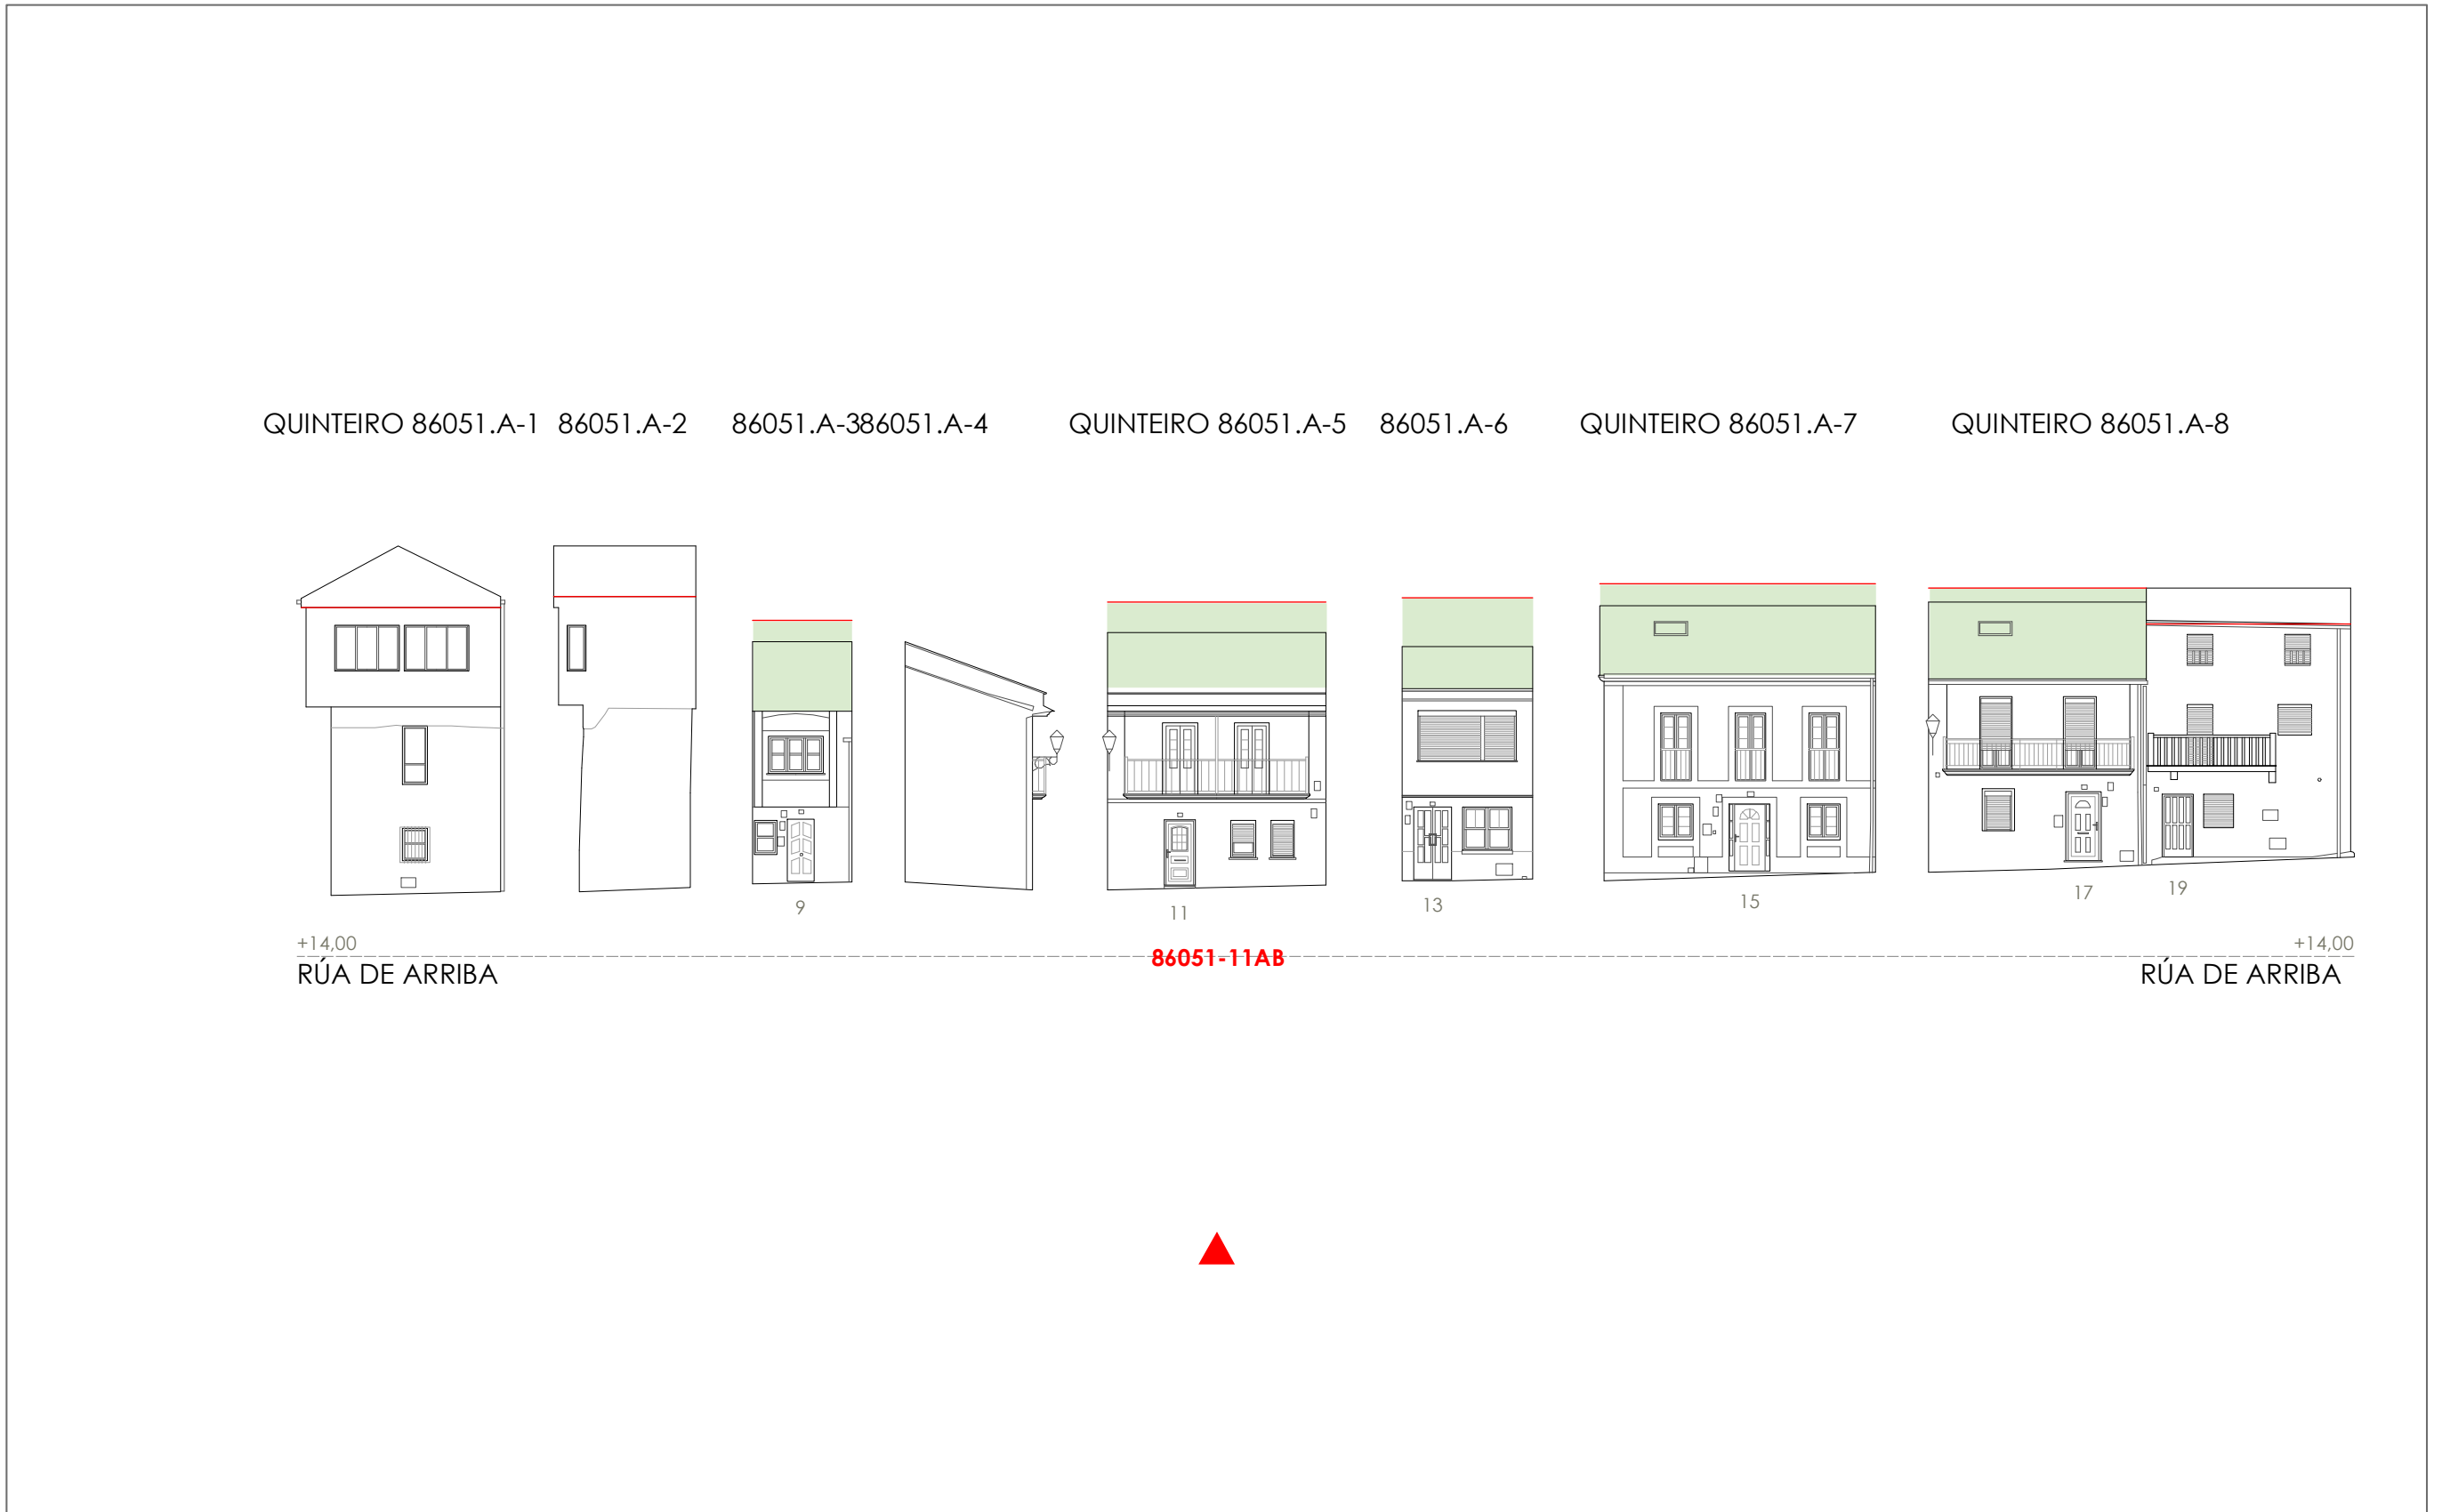 QUINTEIRO 86051.A-1 86051.A-2 86051.A-386051.A-4 QUINTEIRO 86051.A-5 86051.A-6 QUINTEIRO 86051.A-7 QUINTEIRO 86051.A-8
9 11 13 15 17 19
+14,00 +14,00
86051-11AB
RÚA DE ARRIBA RÚA DE ARRIBA